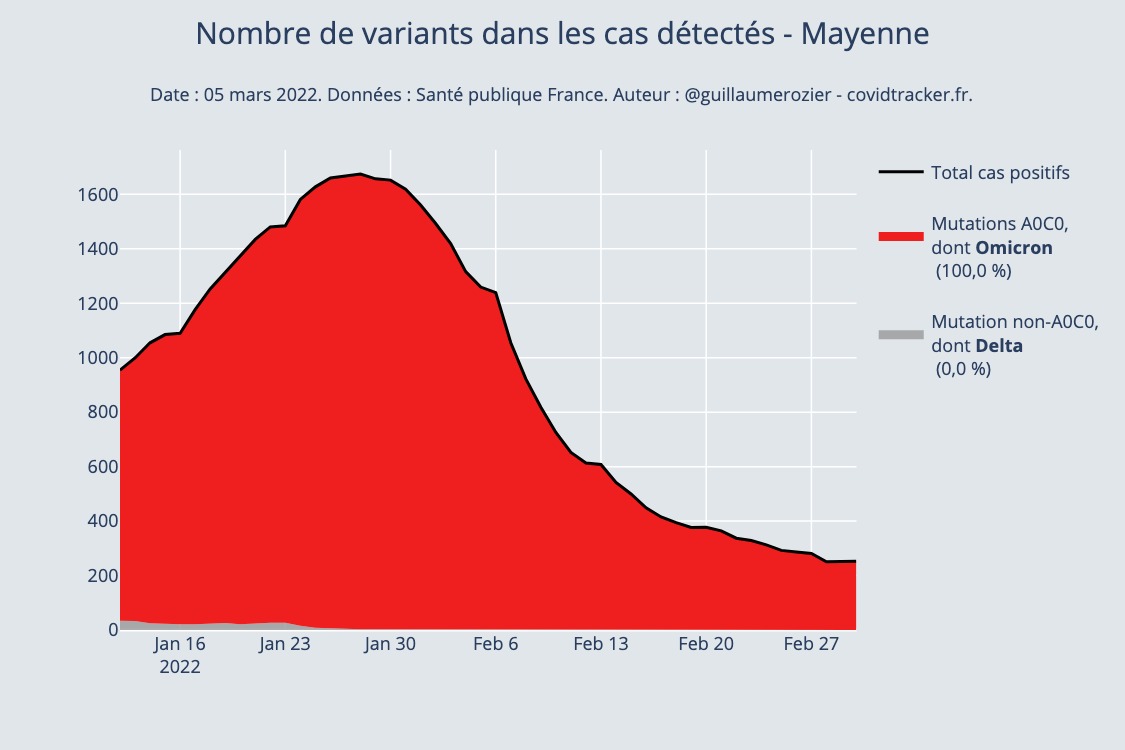 Nombre de variants dans les cas détectés - Mayenne
Date : 05 mars 2022. Données : Santé publique France. Auteur : @guillaumerozier - covidtracker.fr.
Total cas positifs
Mutations A0C0,
dont Omicron
(100,0 %)
Mutation non-A0C0,
dont Delta
(0,0 %)
1600
1400
1200
1000
800
600
400
200
0
Jan 16
2022
Jan 23
Jan 30
Feb 6
Feb 13
Feb 20
Feb 27